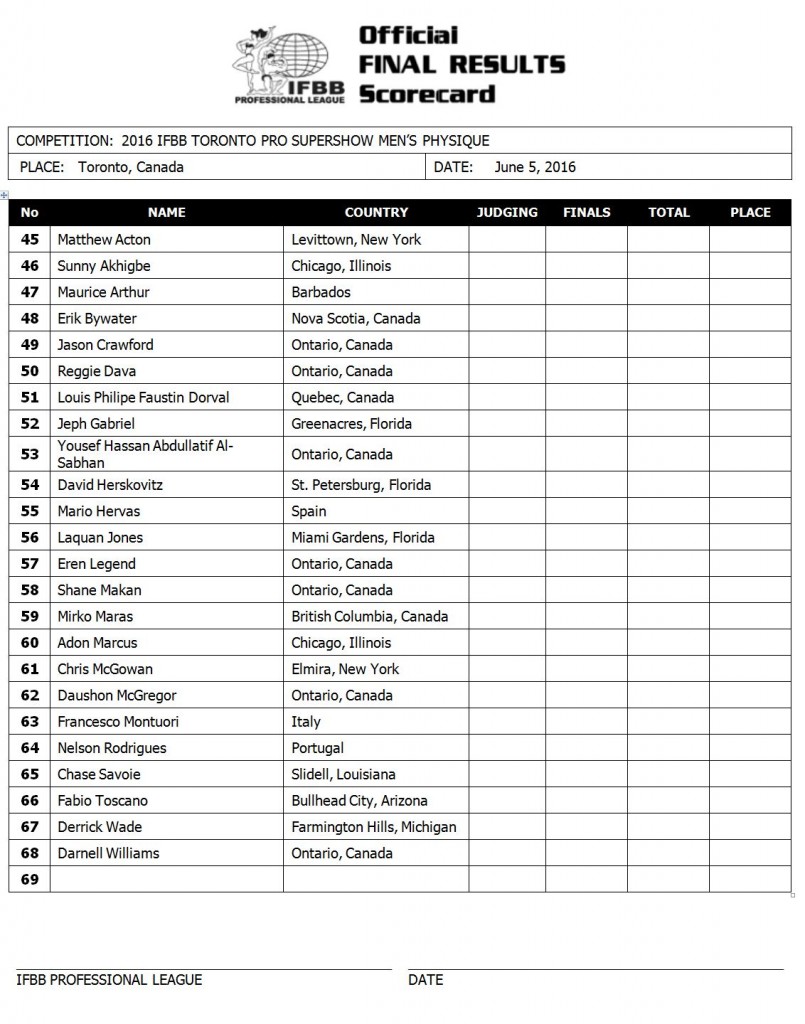 Official
FINAL RESULTS
Scorecard
IFBB
PROFESSIONAL LEAGUE
COMPETITION: 2016 IFBB TORONTO PRO SUPERSHOW MEN'S PHYSIQUE
PLACE: Toronto, Canada DATE: June 5, 2016
No NAME COUNTRY JUDGING FINALS TOTAL PLACE
45 Matthew Acton Levittown, New York
46 Sunny Akhigbe Chicago, Illinois
47 Maurice Arthur Barbados
48 Erik Bywater Nova Scotia, Canada
49 Jason Crawford Ontario, Canada
50 Reggie Dava Ontario, Canada
51 Louis Philipe Faustin Dorval Quebec, Canada
52 Jeph Gabriel Greenacres, Florida
53 Yousef Hassan Abdullatif Al-
Sabhan Ontario, Canada
54 David Herskovitz St. Petersburg, Florida
55 Mario Hervas Spain
56 Laquan Jones Miami Gardens, Florida
57 Eren Legend Ontario, Canada
58 Shane Makan Ontario, Canada
59 Mirko Maras British Columbia, Canada
60 Adon Marcus Chicago, Illinois
61 Chris McGowan Elmira, New York
62 Daushon McGregor Ontario, Canada
63 Francesco Montuori Italy
64 Nelson Rodrigues Portugal
65 Chase Savoie Slidell, Louisiana
66 Fabio Toscano Bullhead City, Arizona
67 Derrick Wade Farmington Hills, Michigan
68 Darnell Williams Ontario, Canada
69
IFBB PROFESSIONAL LEAGUE DATE